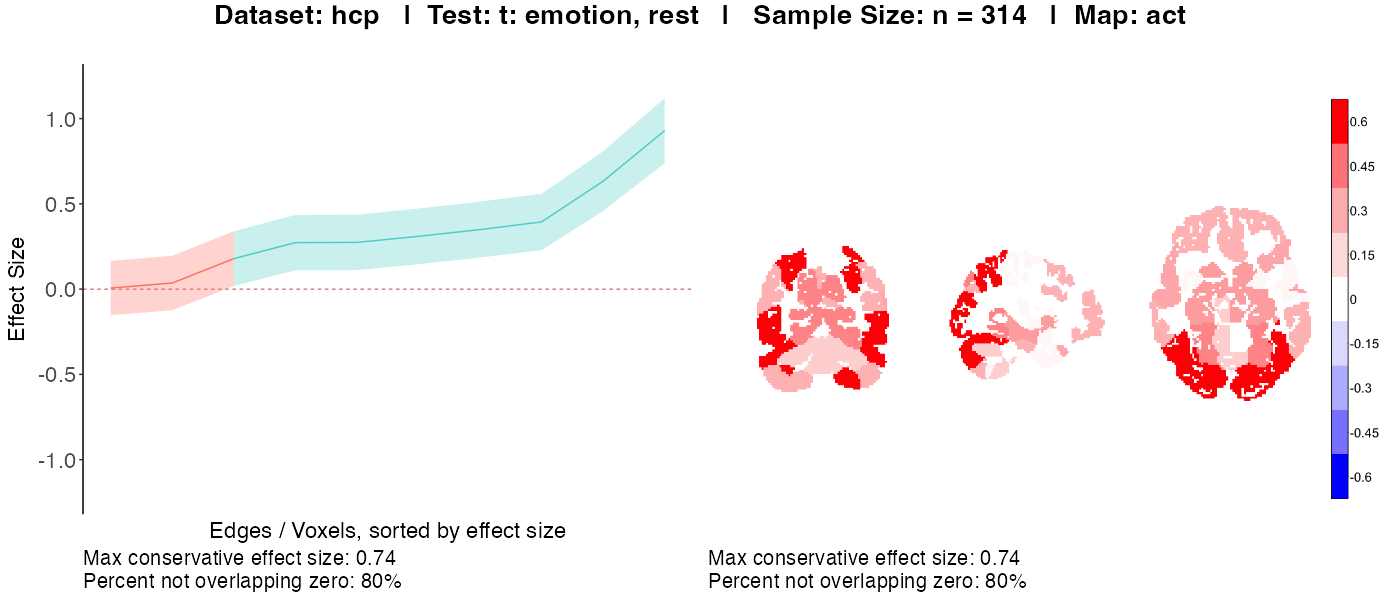 Dataset: hcp | Test: t: emotion, rest | Sample Size: n = 314 | Map: act
Effect Size
1.0
0.5
0.0
-0.5
-1.0
Edges / Voxels, sorted by effect size
Max conservative effect size: 0.74
Percent not overlapping zero: 80%
0.6
0.45
0.3
0.15
0
-0.15
-0.3
-0.45
-0.6
Max conservative effect size: 0.74
Percent not overlapping zero: 80%